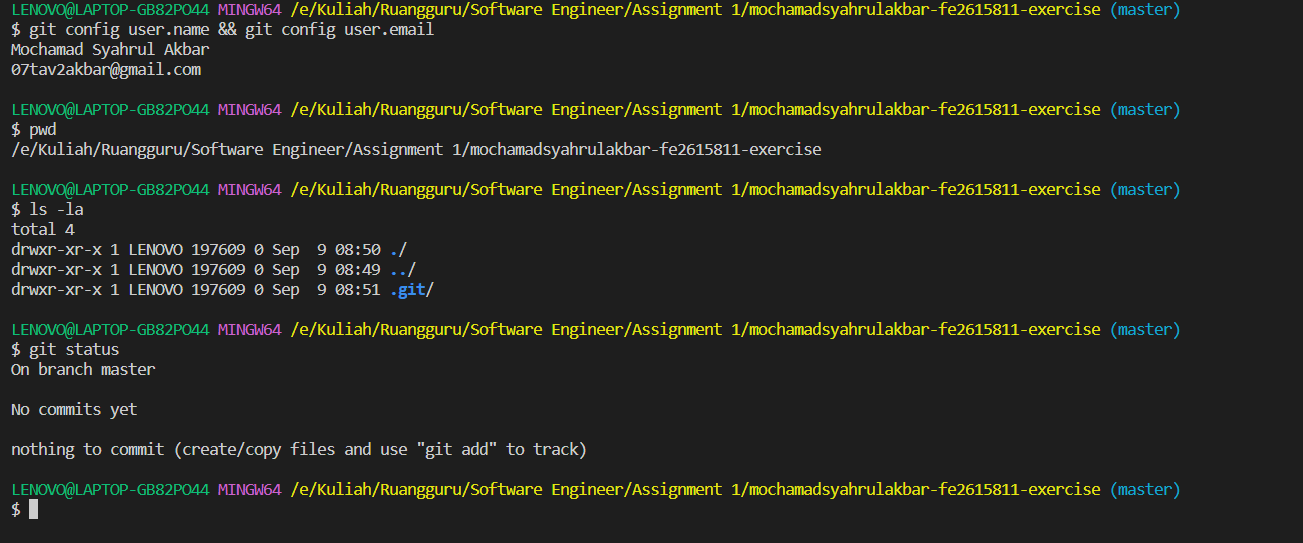 LENOVO@LAPTOP-GB82PO44 MINGW64 /e/Kuliah/Ruangguru/Software Engineer/Assignment 1/mochamadsyahrulakbar-fe2615811-exercise (master)
$ git config user.name && git config user.email
Mochamad Syahrul Akbar
07tav2akbar@gmail.com

LENOVO@LAPTOP-GB82PO44 MINGW64 /e/Kuliah/Ruangguru/Software Engineer/Assignment 1/mochamadsyahrulakbar-fe2615811-exercise (master)
$ pwd
/e/Kuliah/Ruangguru/Software Engineer/Assignment 1/mochamadsyahrulakbar-fe2615811-exercise

LENOVO@LAPTOP-GB82PO44 MINGW64 /e/Kuliah/Ruangguru/Software Engineer/Assignment 1/mochamadsyahrulakbar-fe2615811-exercise (master)
$ ls -la
total 4
drwxr-xr-x 1 LENOVO 197609 0 Sep  9 08:50 ./
drwxr-xr-x 1 LENOVO 197609 0 Sep  9 08:49 ../
drwxr-xr-x 1 LENOVO 197609 0 Sep  9 08:51 .git/

LENOVO@LAPTOP-GB82PO44 MINGW64 /e/Kuliah/Ruangguru/Software Engineer/Assignment 1/mochamadsyahrulakbar-fe2615811-exercise (master)
$ git status
On branch master

No commits yet

nothing to commit (create/copy files and use "git add" to track)

LENOVO@LAPTOP-GB82PO44 MINGW64 /e/Kuliah/Ruangguru/Software Engineer/Assignment 1/mochamadsyahrulakbar-fe2615811-exercise (master)
$